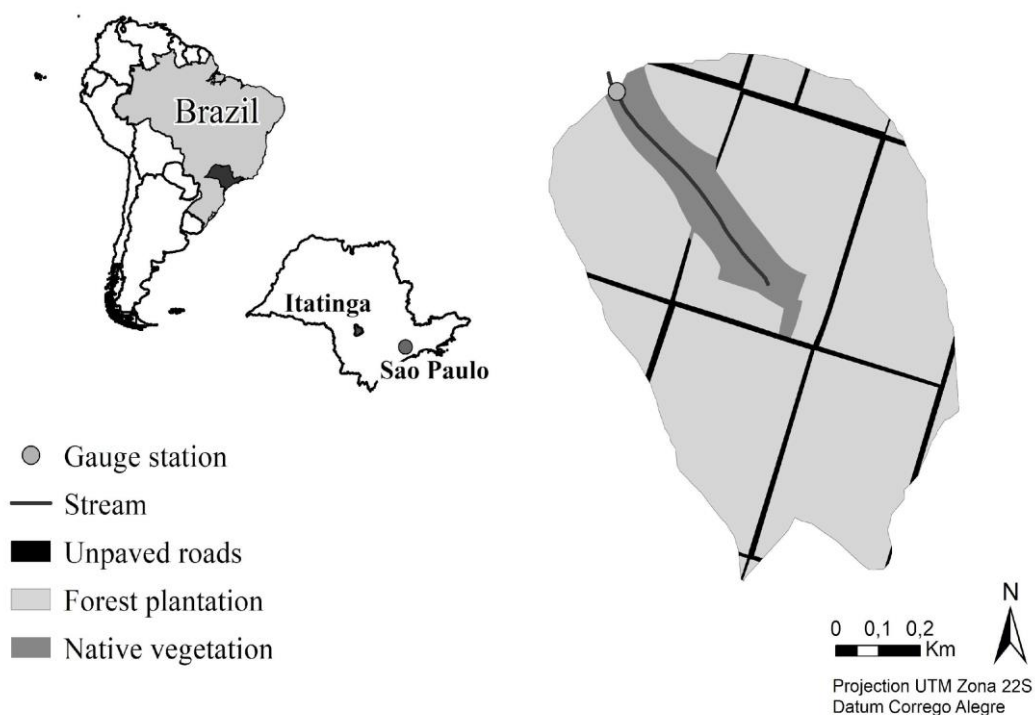 Brazil
Itatinga
Sao Paulo
Gauge station
Stream
Unpaved roads
Forest plantation
Native vegetation
N
0 0,1 0,2
Km
Projection UTM Zona 22S
Datum Corrego Alegre